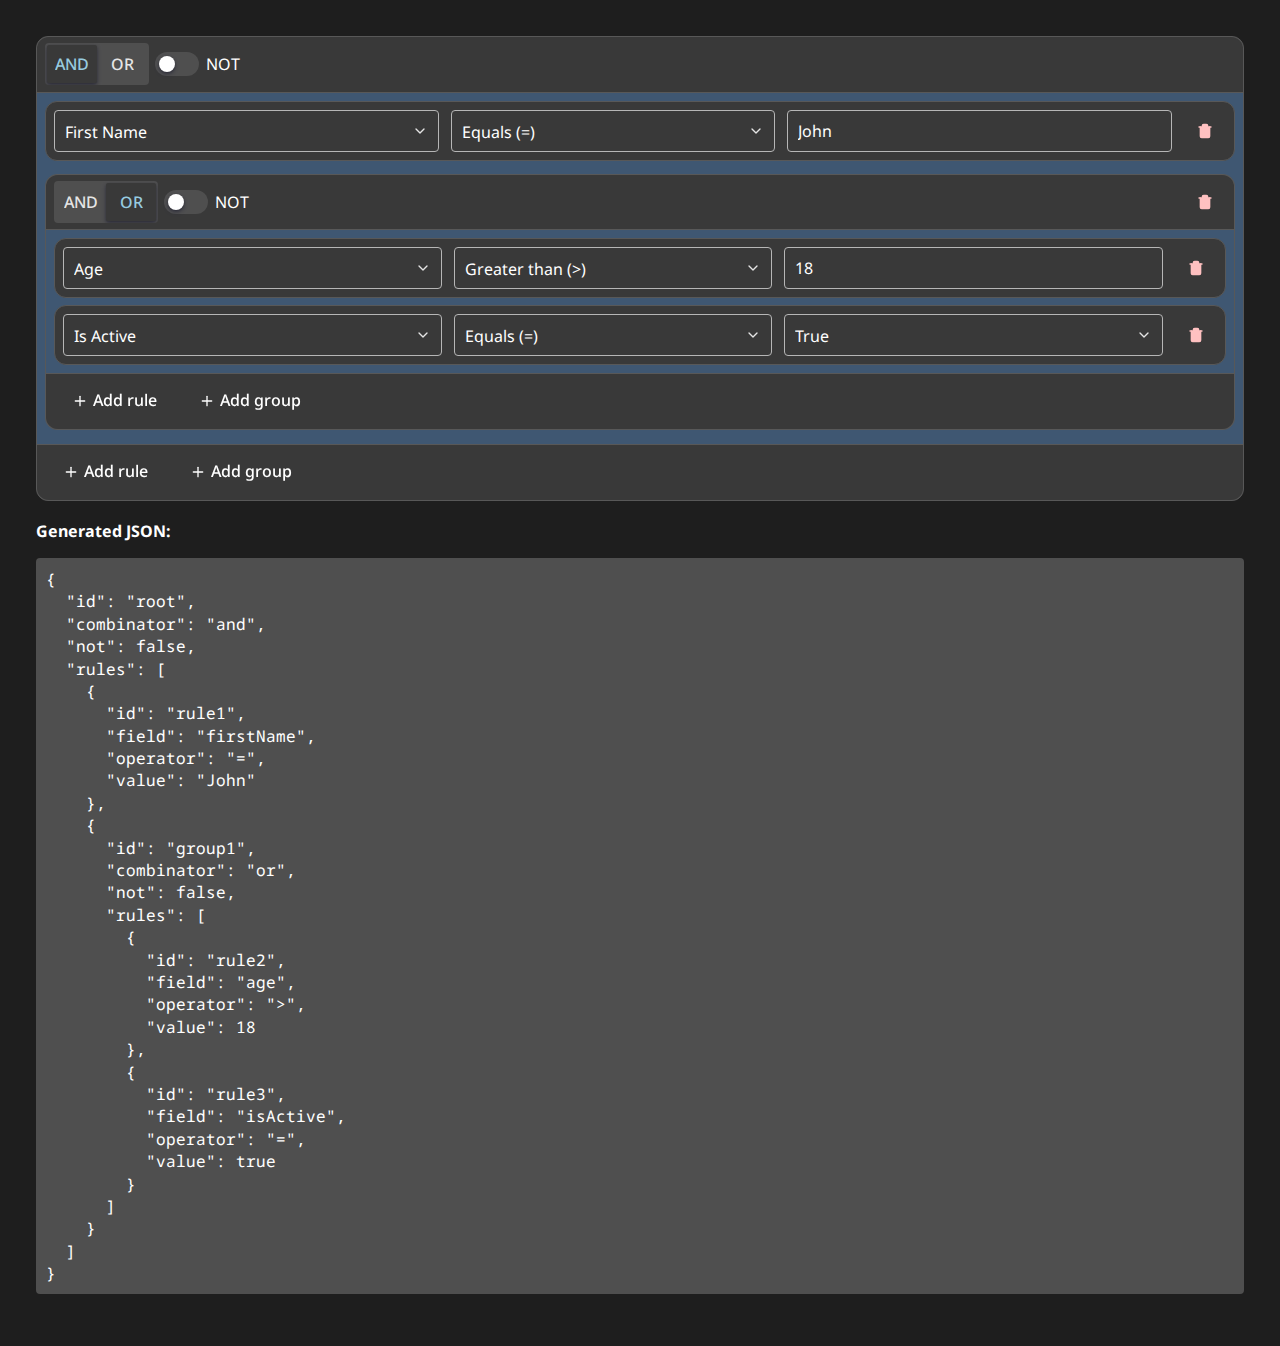 AND OR NOT
First Name Equals (=) John
AND OR NOT
Age Greater than (>) 18
Is Active Equals (=) True
+ Add rule + Add group
+ Add rule + Add group
Generated JSON:
{
  "id": "root",
  "combinator": "and",
  "not": false,
  "rules": [
    {
      "id": "rule1",
      "field": "firstName",
      "operator": "=",
      "value": "John"
    },
    {
      "id": "group1",
      "combinator": "or",
      "not": false,
      "rules": [
        {
          "id": "rule2",
          "field": "age",
          "operator": ">",
          "value": 18
        },
        {
          "id": "rule3",
          "field": "isActive",
          "operator": "=",
          "value": true
        }
      ]
    }
  ]
}